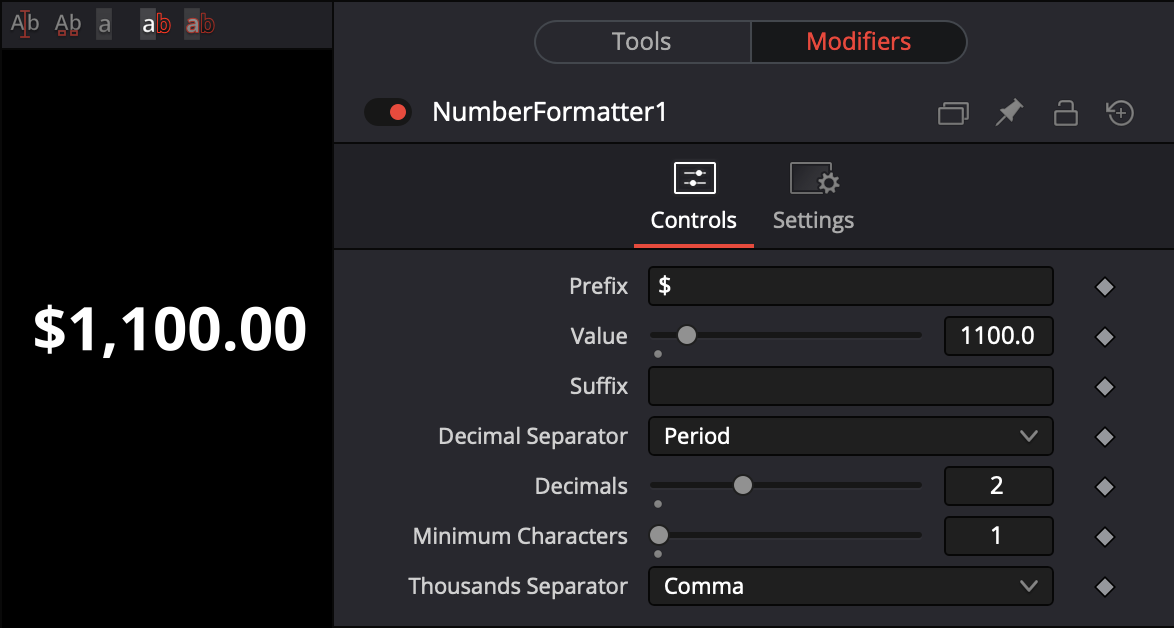 Ab Ab a ab ab
Tools Modifiers
NumberFormatter1
Controls Settings
$1,100.00
Prefix $
Value 1100.0
Suffix
Decimal Separator Period
Decimals 2
Minimum Characters 1
Thousands Separator Comma